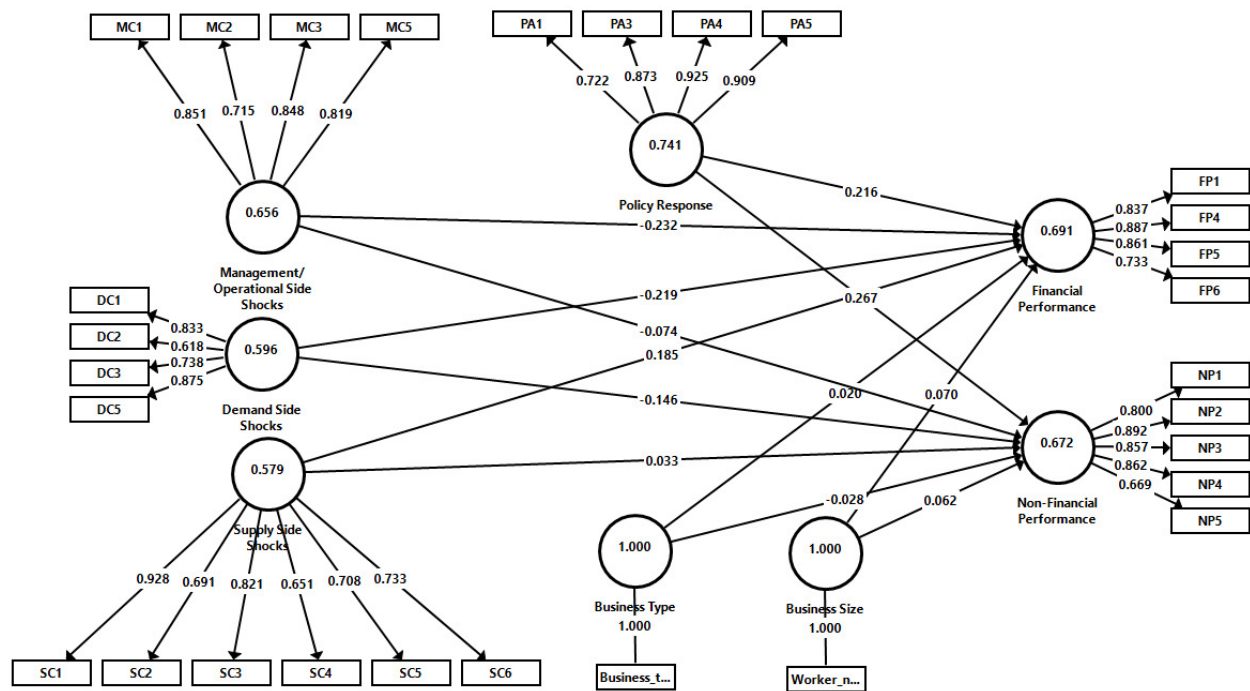 MC1 MC2 MC3 MC5
PA1 PA3 PA4 PA5
0.851 0.715 0.848 0.819
0.722 0.873 0.925 0.909
0.741
Policy Response
0.656
Management/
Operational Side
Shocks
0.216
-0.232
-0.219
0.267
-0.074
0.185
-0.146
0.020
0.070
0.033
-0.028
0.062
0.691
Financial
Performance
0.837
0.887
0.861
0.733
FP1
FP4
FP5
FP6
DC1
DC2
DC3
DC5
0.833
0.618
0.738
0.875
0.596
Demand Side
Shocks
0.672
Non-Financial
Performance
0.800
0.892
0.857
0.862
0.669
NP1
NP2
NP3
NP4
NP5
0.579
Supply Side
Shocks
0.928 0.691 0.821 0.651 0.708 0.733
SC1 SC2 SC3 SC4 SC5 SC6
1.000
Business Type
1.000
Business_t...
1.000
Business Size
1.000
Worker_n...